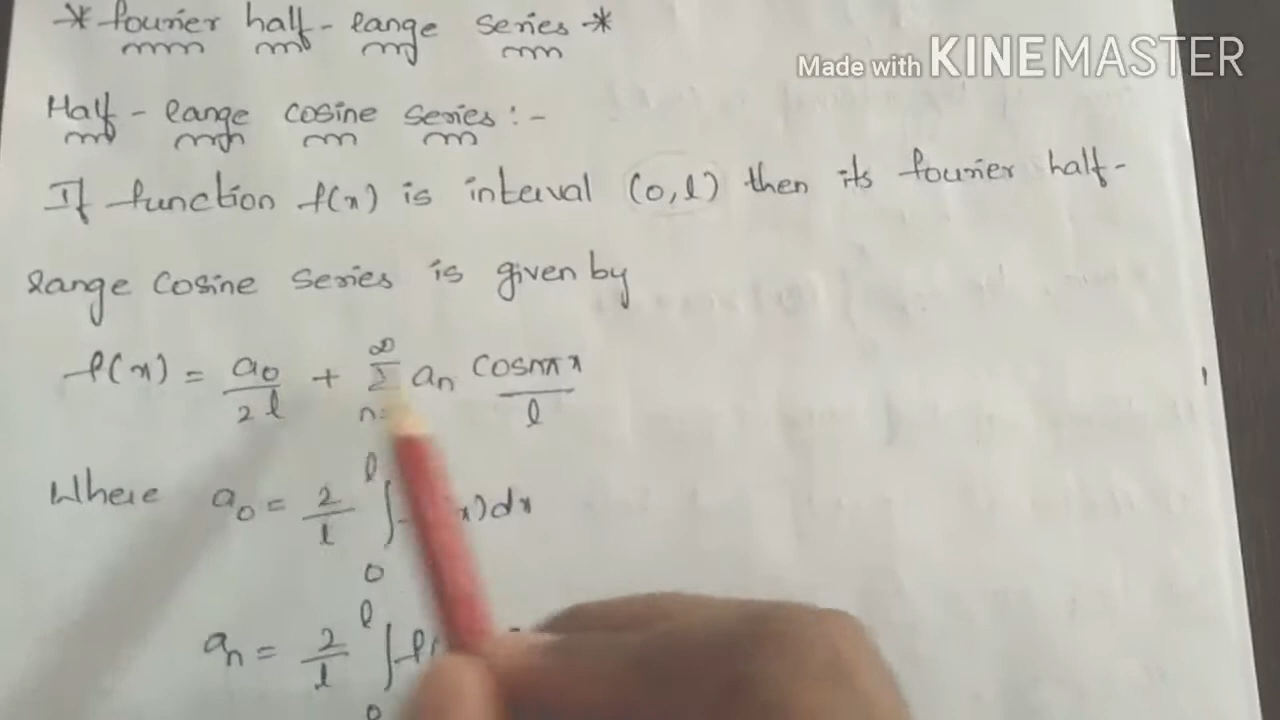 * fourier half - range series *
Made with KINEMASTER
Half - range cosine series : -
If function f(x) is interval (0, l) then its fourier half -
range cosine series is given by
f(x) = a0/2l + ∞Σn= an cosnπx/l
Where a0 = 2/l ∫0^l x)dx
an = 2/l ∫0^l f(